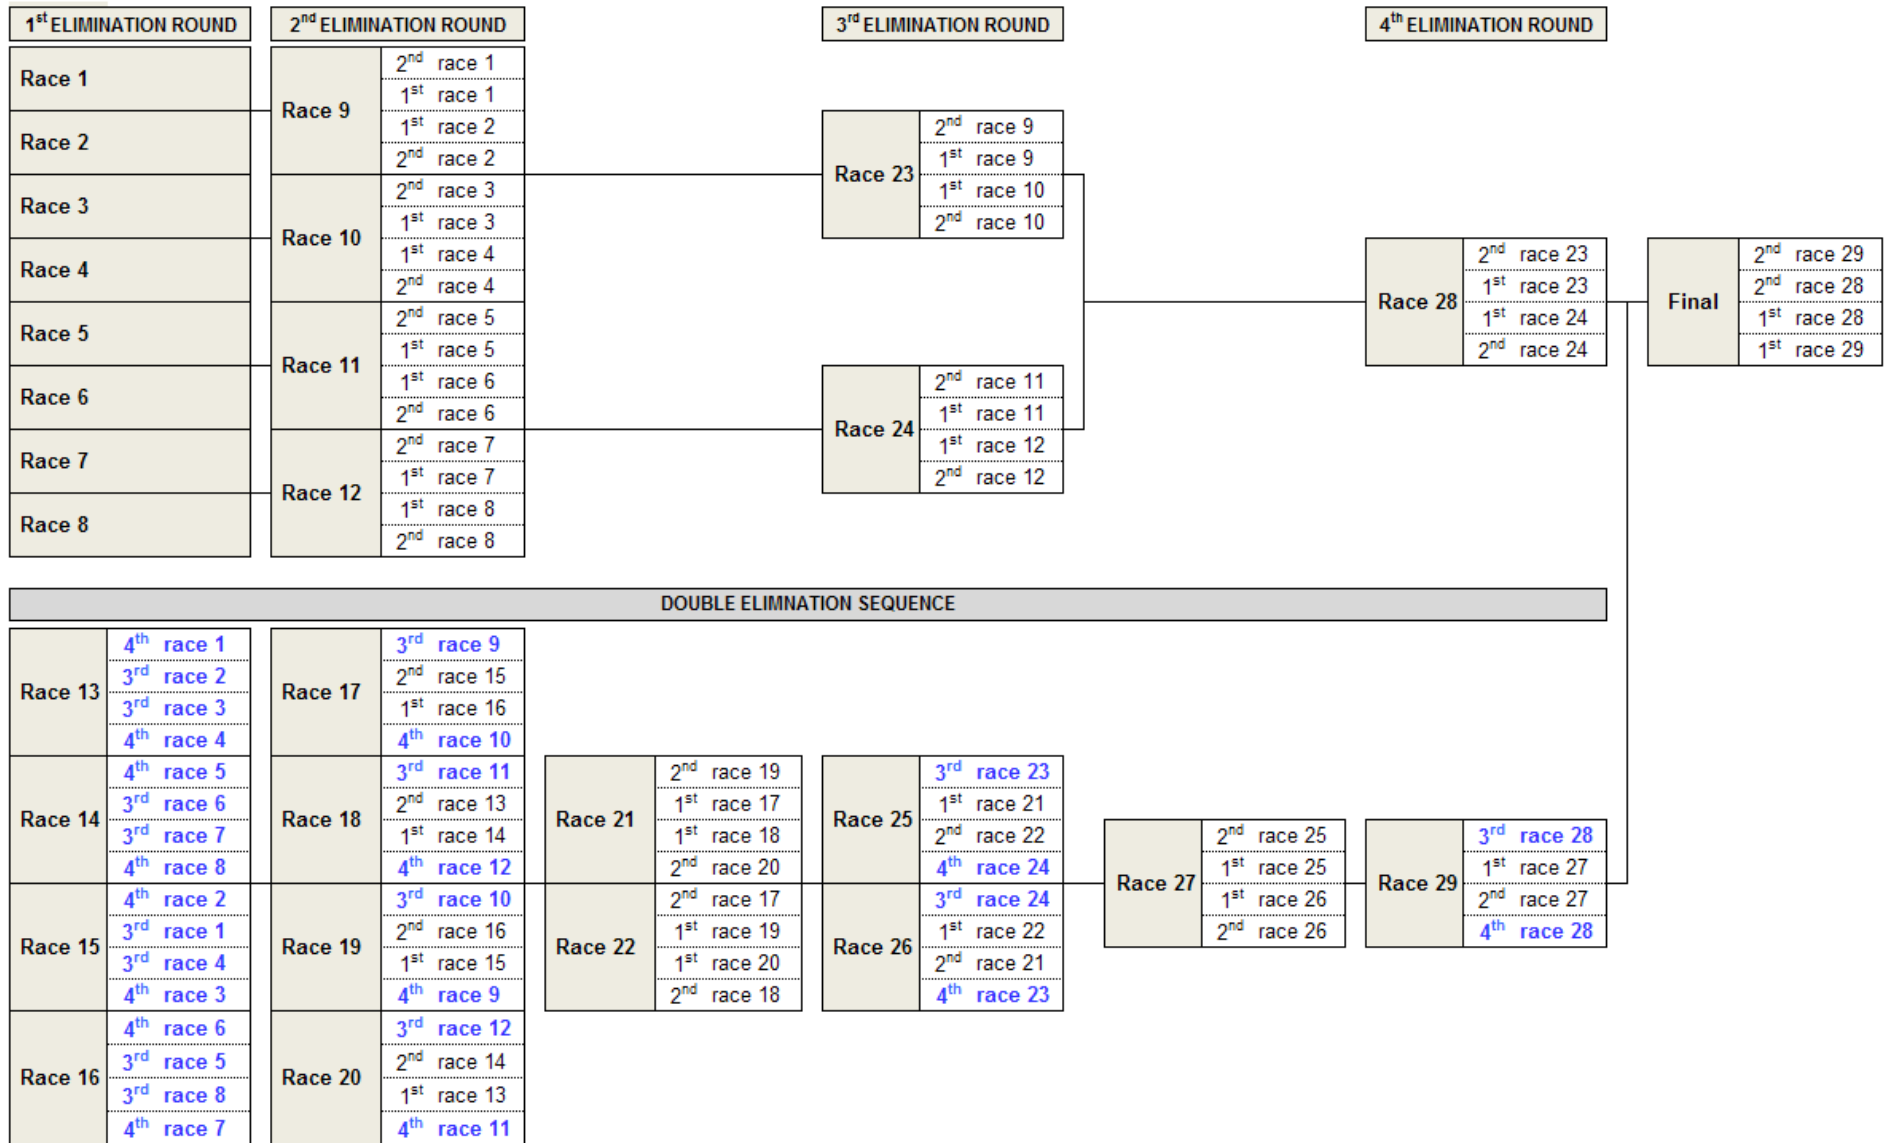 1st ELIMINATION ROUND
2nd ELIMINATION ROUND
3rd ELIMINATION ROUND
4th ELIMINATION ROUND
Race 1
Race 2
Race 3
Race 4
Race 5
Race 6
Race 7
Race 8
Race 9
2nd race 1
1st race 1
1st race 2
2nd race 2
Race 10
2nd race 3
1st race 3
1st race 4
2nd race 4
Race 11
2nd race 5
1st race 5
1st race 6
2nd race 6
Race 12
2nd race 7
1st race 7
1st race 8
2nd race 8
Race 23
2nd race 9
1st race 9
1st race 10
2nd race 10
Race 24
2nd race 11
1st race 11
1st race 12
2nd race 12
Race 28
2nd race 23
1st race 23
1st race 24
2nd race 24
Final
2nd race 29
2nd race 28
1st race 28
1st race 29
DOUBLE ELIMNATION SEQUENCE
Race 13
4th race 1
3rd race 2
3rd race 3
4th race 4
Race 14
4th race 5
3rd race 6
3rd race 7
4th race 8
Race 15
4th race 2
3rd race 1
3rd race 4
4th race 3
Race 16
4th race 6
3rd race 5
3rd race 8
4th race 7
Race 17
3rd race 9
2nd race 15
1st race 16
4th race 10
Race 18
3rd race 11
2nd race 13
1st race 14
4th race 12
Race 19
3rd race 10
2nd race 16
1st race 15
4th race 9
Race 20
3rd race 12
2nd race 14
1st race 13
4th race 11
Race 21
2nd race 19
1st race 17
1st race 18
2nd race 20
Race 22
2nd race 17
1st race 19
1st race 20
2nd race 18
Race 25
3rd race 23
1st race 21
2nd race 22
4th race 24
Race 26
3rd race 24
1st race 22
2nd race 21
4th race 23
Race 27
2nd race 25
1st race 25
1st race 26
2nd race 26
Race 29
3rd race 28
1st race 27
2nd race 27
4th race 28